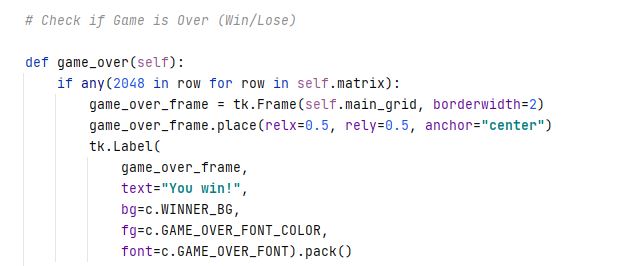 # Check if Game is Over (Win/Lose)
def game_over(self):
if any(2048 in row for row in self.matrix):
game_over_frame = tk.Frame(self.main_grid, borderwidth=2)
game_over_frame.place(relx=0.5, rely=0.5, anchor="center")
tk.Label(
game_over_frame,
text="You win!",
bg=c.WINNER_BG,
fg=c.GAME_OVER_FONT_COLOR,
font=c.GAME_OVER_FONT).pack()